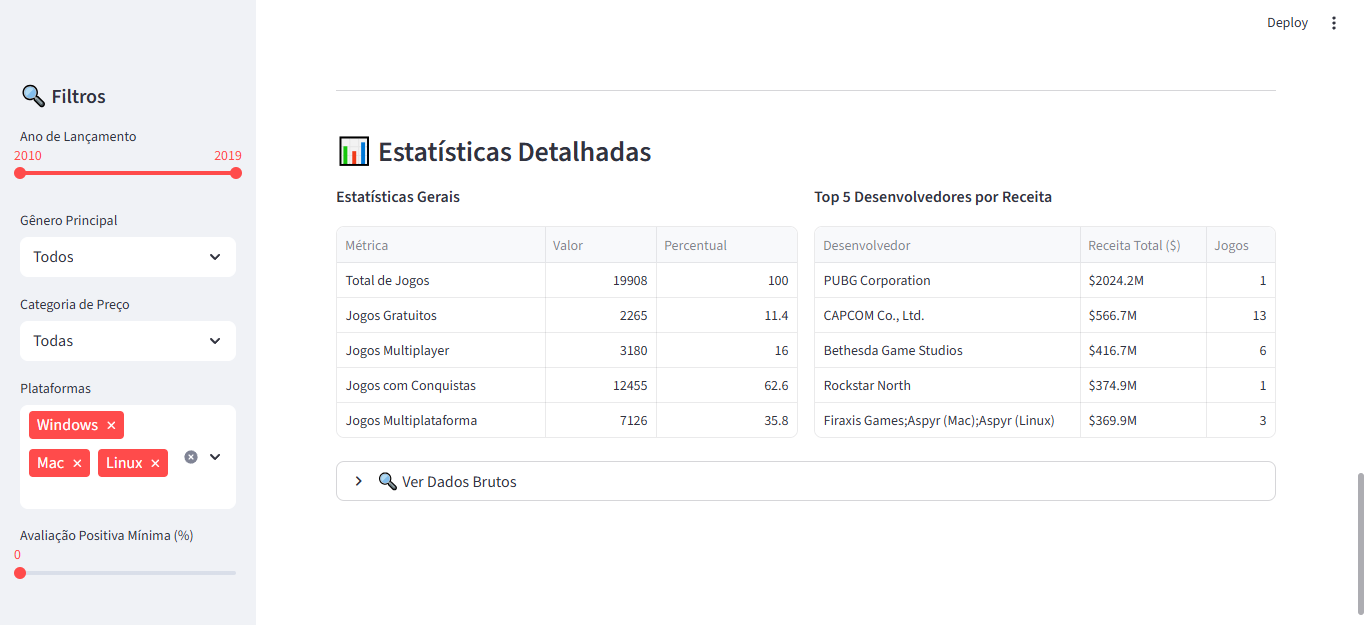 Deploy
Filtros
Ano de Lançamento
2010 2019
Gênero Principal
Todos
Categoria de Preço
Todas
Plataformas
Windows ×
Mac × Linux ×
Avaliação Positiva Mínima (%)
0
Estatísticas Detalhadas
Estatísticas Gerais
Métrica Valor Percentual
Total de Jogos 19908 100
Jogos Gratuitos 2265 11.4
Jogos Multiplayer 3180 16
Jogos com Conquistas 12455 62.6
Jogos Multiplataforma 7126 35.8
Top 5 Desenvolvedores por Receita
Desenvolvedor Receita Total ($) Jogos
PUBG Corporation $2024.2M 1
CAPCOM Co., Ltd. $566.7M 13
Bethesda Game Studios $416.7M 6
Rockstar North $374.9M 1
Firaxis Games;Aspyr (Mac);Aspyr (Linux) $369.9M 3
Ver Dados Brutos